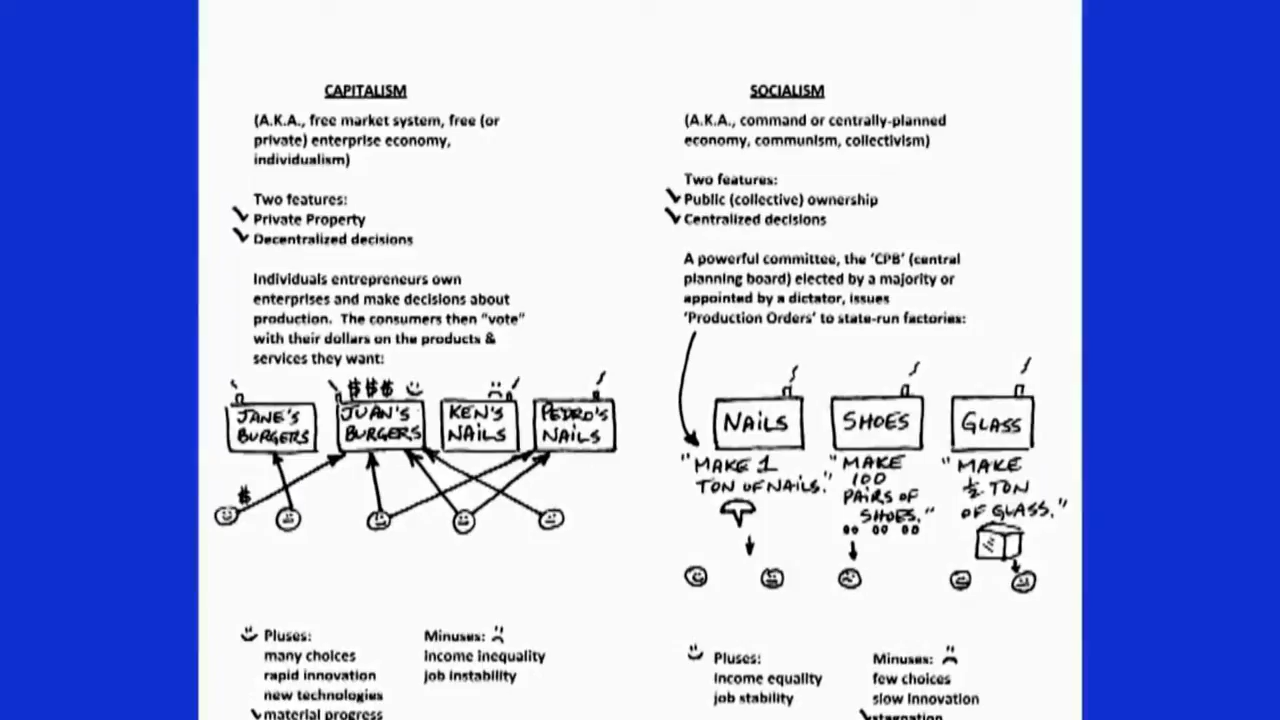 CAPITALISM
(A.K.A., free market system, free (or
private) enterprise economy,
individualism)
Two features:
Private Property
Decentralized decisions
Individuals entrepreneurs own
enterprises and make decisions about
production. The consumers then "vote"
with their dollars on the products &
services they want:
$$$
JANE'S
BURGERS
JUAN'S
BURGERS
KEN'S
NAILS
PEDRO'S
NAILS
$
Pluses:
many choices
rapid innovation
new technologies
material progress
Minuses:
income inequality
job instability
SOCIALISM
(A.K.A., command or centrally-planned
economy, communism, collectivism)
Two features:
Public (collective) ownership
Centralized decisions
A powerful committee, the 'CPB' (central
planning board) elected by a majority or
appointed by a dictator, issues
'Production Orders' to state-run factories:
NAILS
SHOES
GLASS
"MAKE 1
TON OF NAILS."
"MAKE
100
PAIRS OF
SHOES."
"MAKE
½ TON
OF GLASS."
Pluses:
income equality
job stability
Minuses:
few choices
slow innovation
stagnation